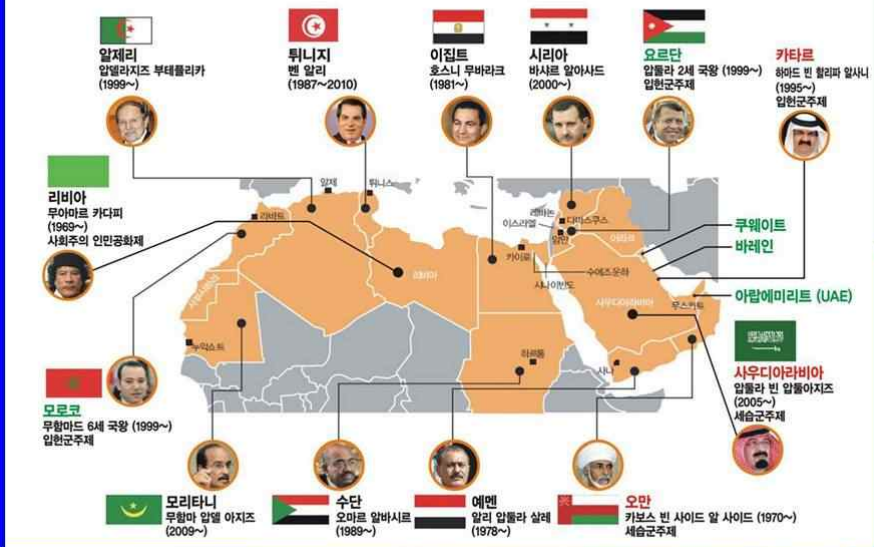 알제리
압델라지즈 부테플리카
(1999~)
튀니지
벤 알리
(1987~2010)
이집트
호스니 무바라크
(1981~)
시리아
바샤르 알아사드
(2000~)
요르단
압둘라 2세 국왕 (1999~)
입헌군주제
카타르
하마드 빈 할리파 알사니
(1995~)
입헌군주제
리비아
무아마르 카다피
(1969~)
사회주의 인민공화제
알제
튀니스
라바트
레바논
이스라엘
다마스쿠스
암만
이라크
카이로
수에즈운하
시나이반도
쿠웨이트
바레인
아랍에미리트 (UAE)
리비아
서부사하라
사우디아라비아
무스카트
누악쇼트
하르툼
사나
모로코
무함마드 6세 국왕 (1999~)
입헌군주제
사우디아라비아
압둘라 빈 압둘아지즈
(2005~)
세습군주제
모리타니
무함마 압델 아지즈
(2009~)
수단
오마르 알바시르
(1989~)
예멘
알리 압둘라 살레
(1978~)
오만
카보스 빈 사이드 알 사이드 (1970~)
세습군주제